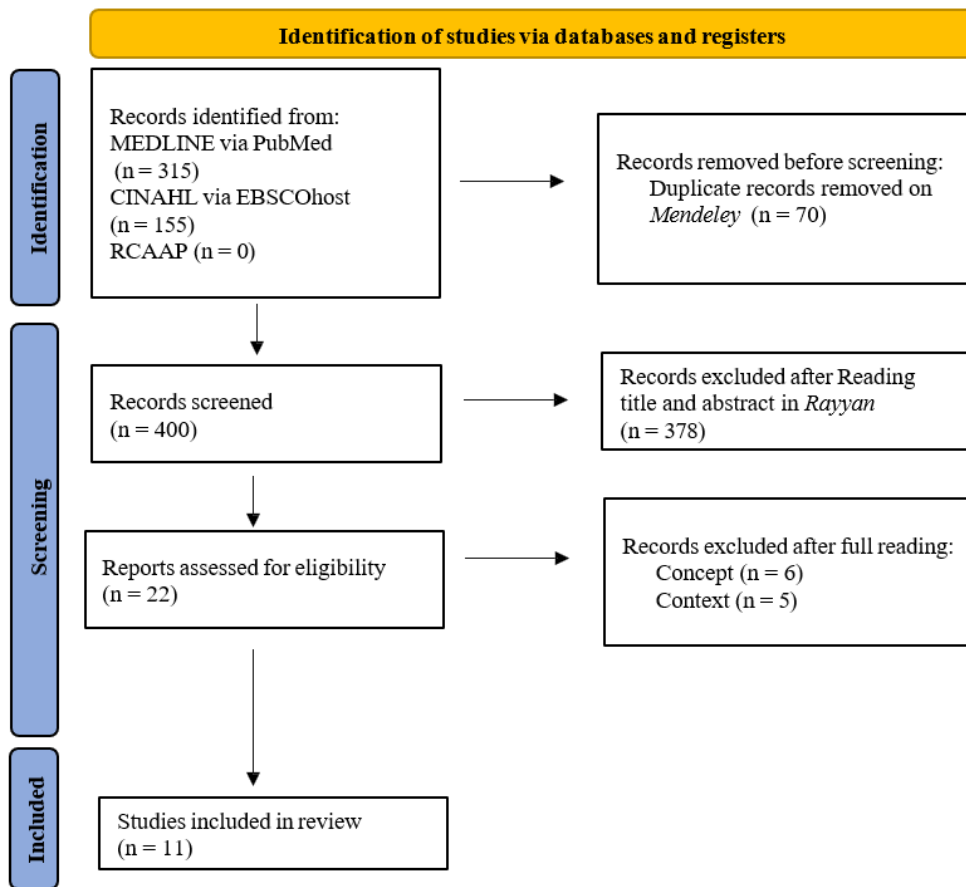 Identification of studies via databases and registers
Identification
Records identified from:
MEDLINE via PubMed
(n = 315)
CINAHL via EBSCOhost
(n = 155)
RCAAP (n = 0)
Records removed before screening:
Duplicate records removed on
Mendeley (n = 70)
Screening
Records screened
(n = 400)
Records excluded after Reading
title and abstract in Rayyan
(n = 378)
Reports assessed for eligibility
(n = 22)
Records excluded after full reading:
Concept (n = 6)
Context (n = 5)
Included
Studies included in review
(n = 11)